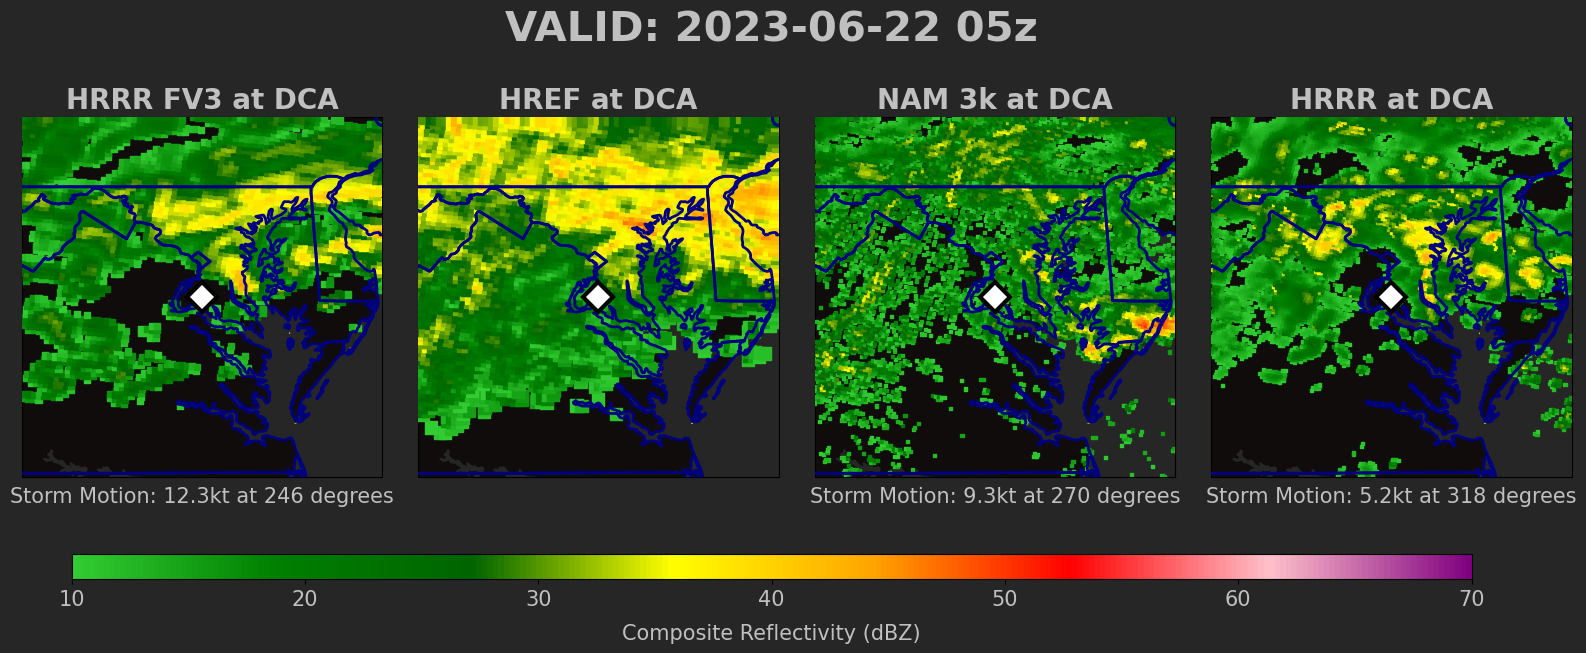 VALID: 2023-06-22 05z
HRRR FV3 at DCA
HREF at DCA
NAM 3k at DCA
HRRR at DCA
Storm Motion: 12.3kt at 246 degrees
Storm Motion: 9.3kt at 270 degrees
Storm Motion: 5.2kt at 318 degrees
10 20 30 40 50 60 70
Composite Reflectivity (dBZ)